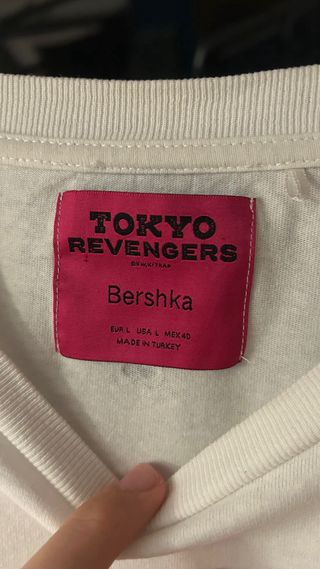 TOKYO
REVENGERS
Bershka
EUR L USA L MEX 40
MADE IN TURKEY